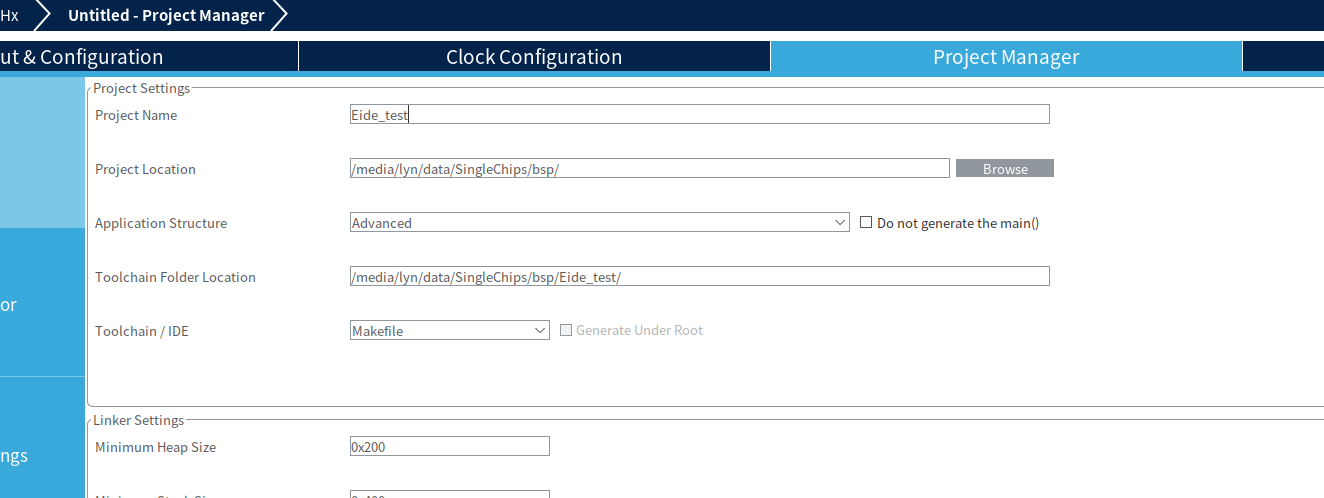 Hx Untitled - Project Manager
ut & Configuration Clock Configuration Project Manager
Project Settings
Project Name Eide_test
Project Location /media/lyn/data/SingleChips/bsp/ Browse
Application Structure Advanced Do not generate the main()
Toolchain Folder Location /media/lyn/data/SingleChips/bsp/Eide_test/
or
Toolchain / IDE Makefile Generate Under Root
Linker Settings
Minimum Heap Size 0x200
ngs